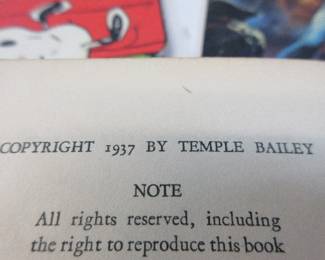 COPYRIGHT 1937 BY TEMPLE BAILEY
NOTE
All rights reserved, including
the right to reproduce this book